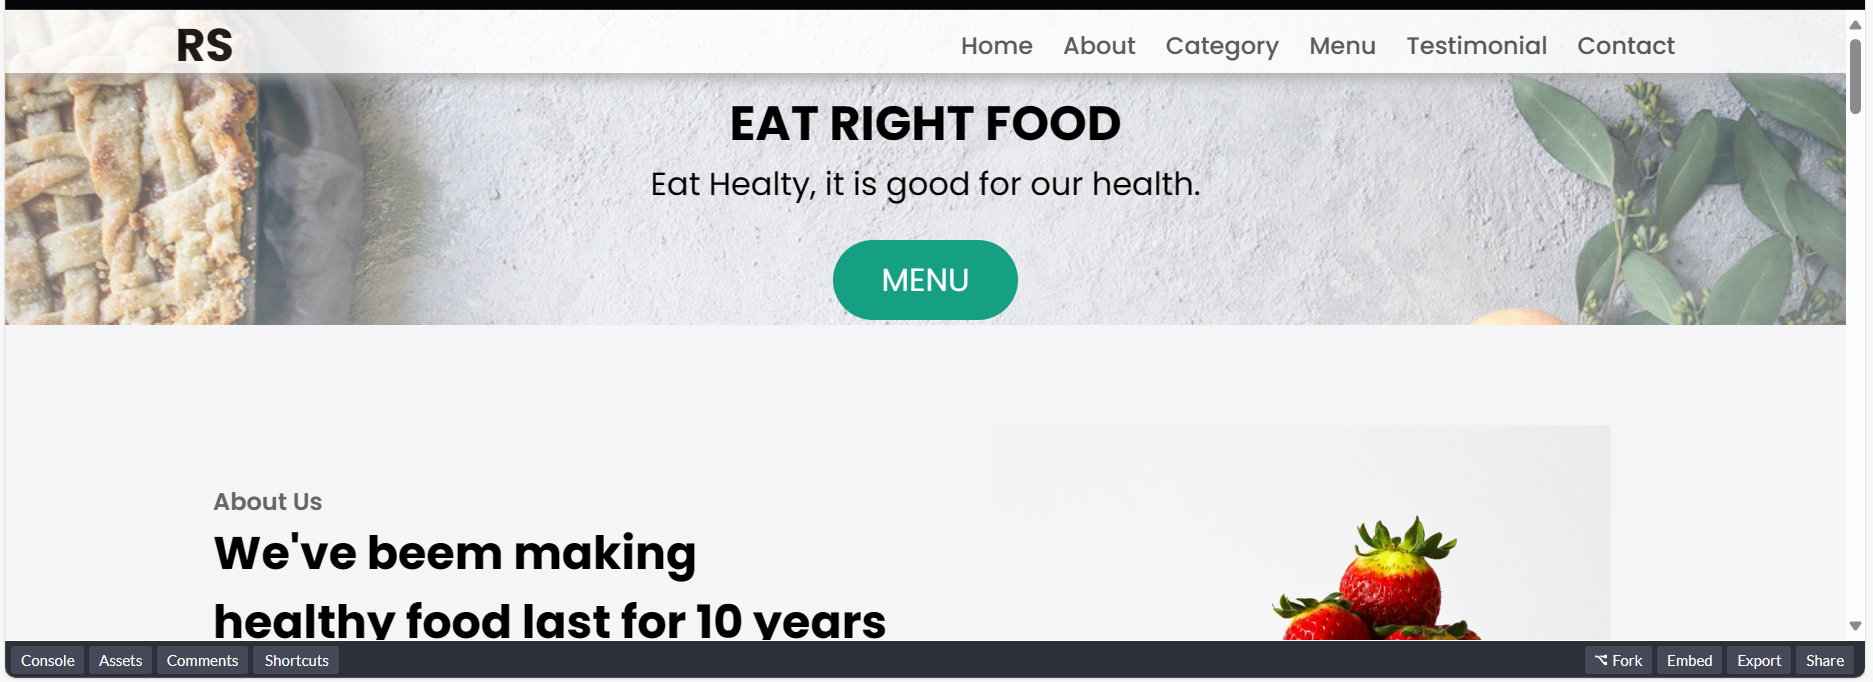 RS
Home About Category Menu Testimonial Contact
EAT RIGHT FOOD
Eat Healty, it is good for our health.
MENU
About Us
We've beem making
healthy food last for 10 years
Console Assets Comments Shortcuts Fork Embed Export Share